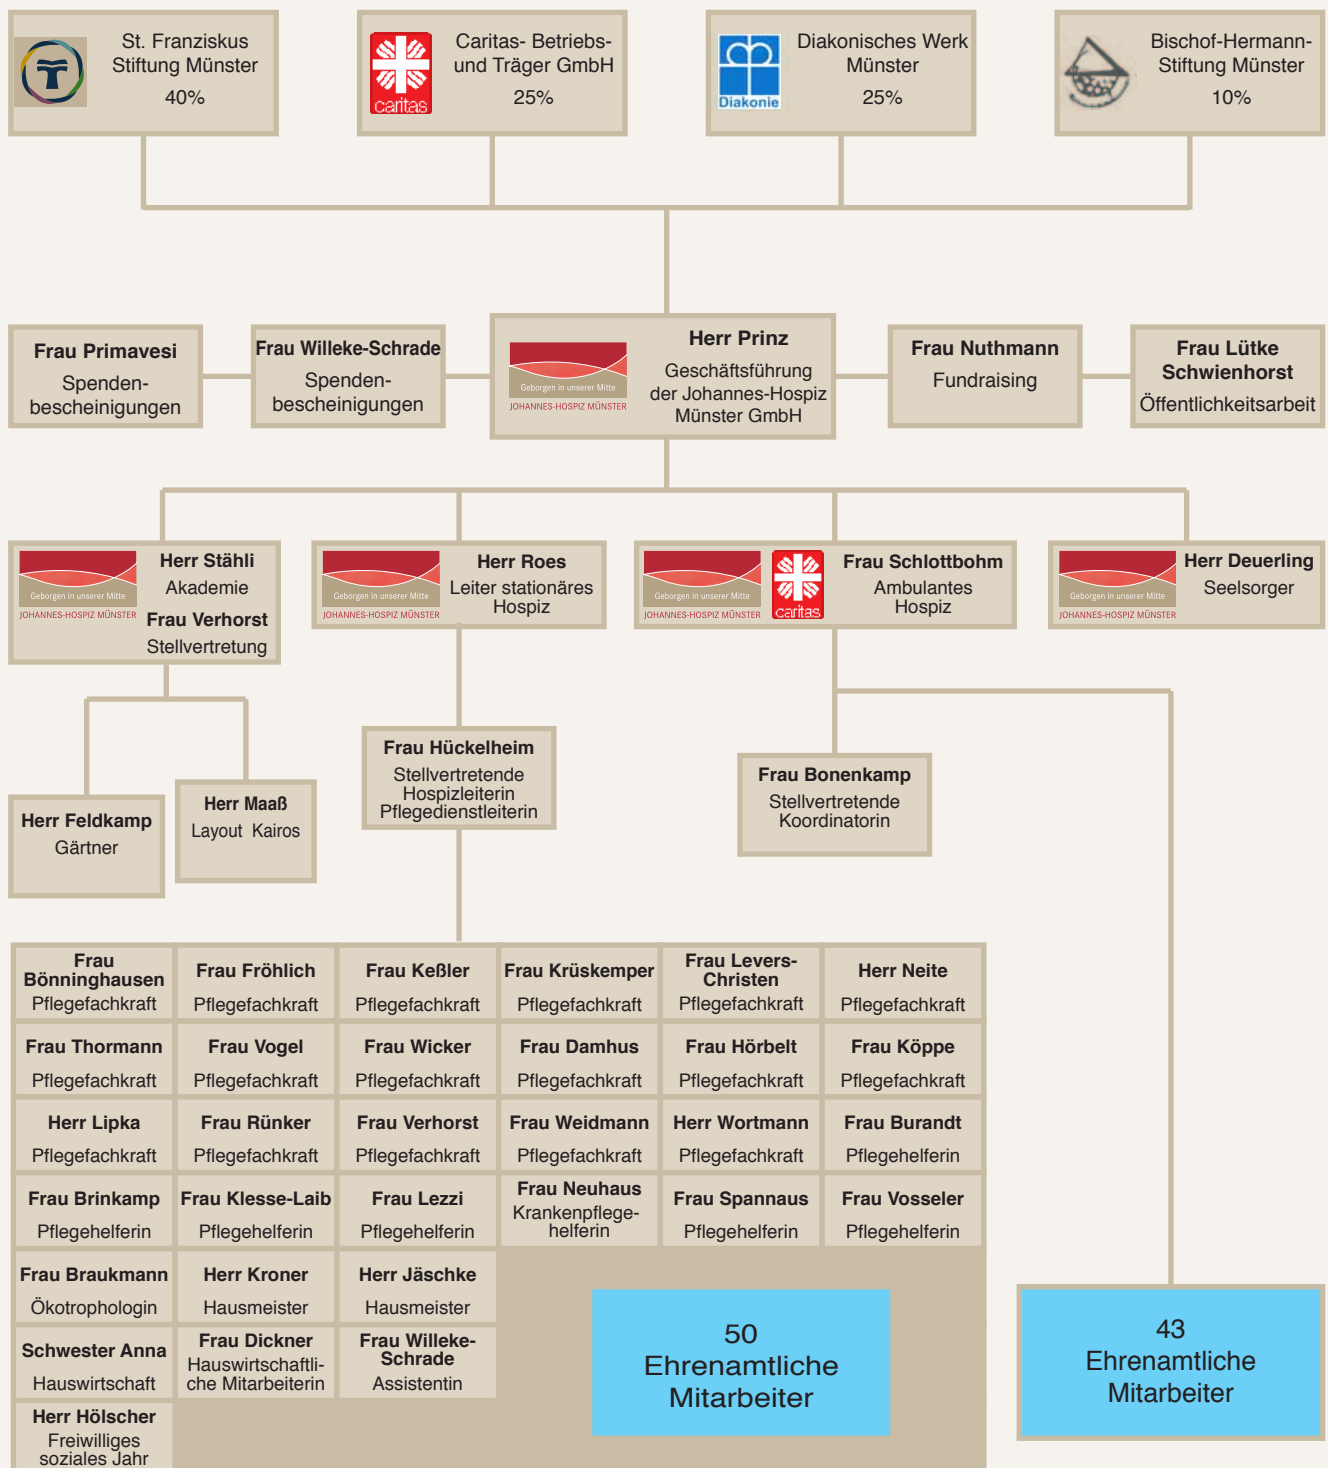 St. Franziskus
Stiftung Münster
40%
caritas
Caritas- Betriebs-
und Träger GmbH
25%
Diakonie
Diakonisches Werk
Münster
25%
Bischof-Hermann-
Stiftung Münster
10%
Frau Primavesi
Spenden-
bescheinigungen
Frau Willeke-Schrade
Spenden-
bescheinigungen
Geborgen in unserer Mitte
JOHANNES-HOSPIZ MÜNSTER
Herr Prinz
Geschäftsführung
der Johannes-Hospiz
Münster GmbH
Frau Nuthmann
Fundraising
Frau Lütke
Schwienhorst
Öffentlichkeitsarbeit
Geborgen in unserer Mitte
JOHANNES-HOSPIZ MÜNSTER
Herr Stähli
Akademie
Frau Verhorst
Stellvertretung
Geborgen in unserer Mitte
JOHANNES-HOSPIZ MÜNSTER
Herr Roes
Leiter stationäres
Hospiz
Geborgen in unserer Mitte
JOHANNES-HOSPIZ MÜNSTER
caritas
Frau Schlottbohm
Ambulantes
Hospiz
Geborgen in unserer Mitte
JOHANNES-HOSPIZ MÜNSTER
Herr Deuerling
Seelsorger
Herr Feldkamp
Gärtner
Herr Maaß
Layout Kairos
Frau Hückelheim
Stellvertretende
Hospizleiterin
Pflegedienstleiterin
Frau Bonenkamp
Stellvertretende
Koordinatorin
Frau
Bönninghausen
Pflegefachkraft
Frau Fröhlich
Pflegefachkraft
Frau Keßler
Pflegefachkraft
Frau Krüskemper
Pflegefachkraft
Frau Levers-
Christen
Pflegefachkraft
Herr Neite
Pflegefachkraft
Frau Thormann
Pflegefachkraft
Frau Vogel
Pflegefachkraft
Frau Wicker
Pflegefachkraft
Frau Damhus
Pflegefachkraft
Frau Hörbelt
Pflegefachkraft
Frau Köppe
Pflegefachkraft
Herr Lipka
Pflegefachkraft
Frau Rünker
Pflegefachkraft
Frau Verhorst
Pflegefachkraft
Frau Weidmann
Pflegefachkraft
Herr Wortmann
Pflegefachkraft
Frau Burandt
Pflegehelferin
Frau Brinkamp
Pflegehelferin
Frau Klesse-Laib
Pflegehelferin
Frau Lezzi
Pflegehelferin
Frau Neuhaus
Krankenpflege-
helferin
Frau Spannaus
Pflegehelferin
Frau Vosseler
Pflegehelferin
Frau Braukmann
Ökotrophologin
Herr Kroner
Hausmeister
Herr Jäschke
Hausmeister
Schwester Anna
Hauswirtschaft
Frau Dickner
Hauswirtschaftli-
che Mitarbeiterin
Frau Willeke-
Schrade
Assistentin
Herr Hölscher
Freiwilliges
soziales Jahr
50
Ehrenamtliche
Mitarbeiter
43
Ehrenamtliche
Mitarbeiter